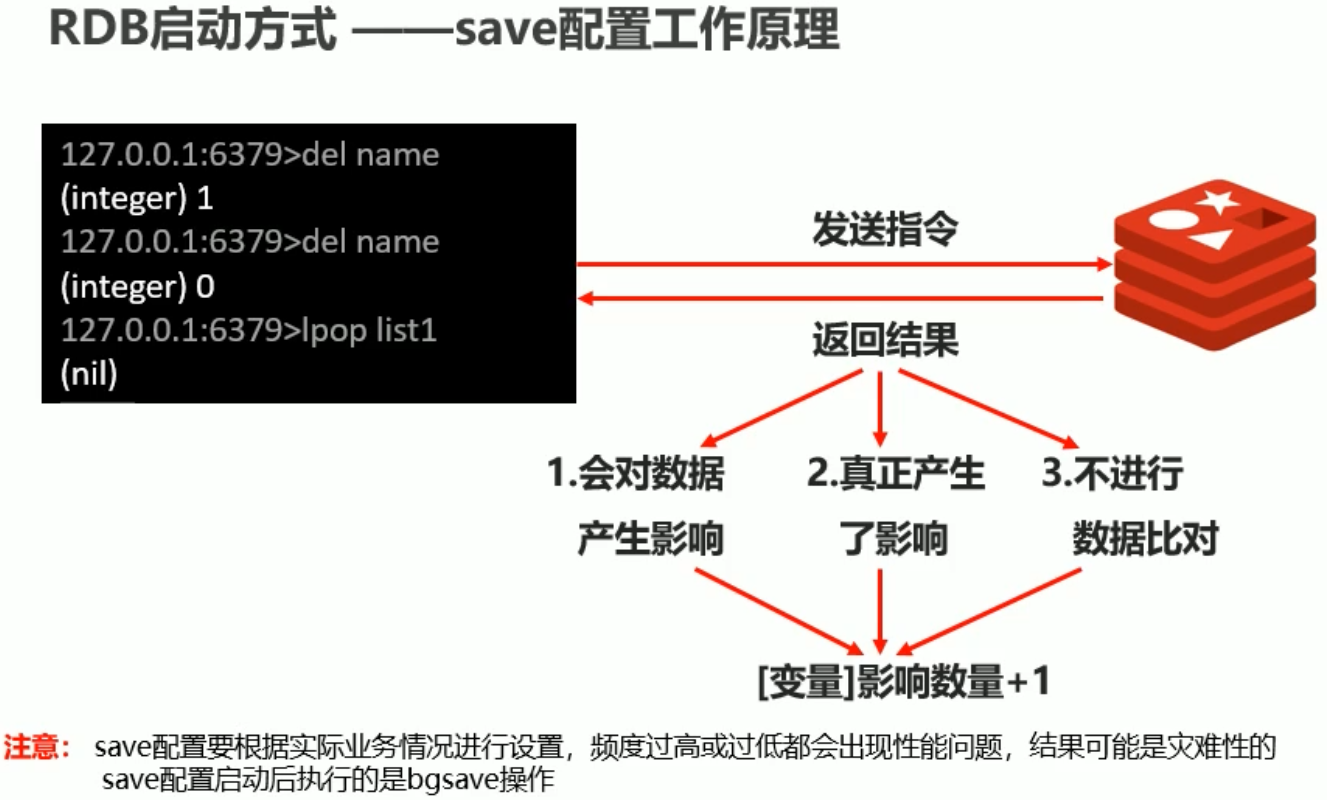 RDB启动方式 ——save配置工作原理
127.0.0.1:6379>del name
(integer) 1
127.0.0.1:6379>del name
(integer) 0
127.0.0.1:6379>lpop list1
(nil)
发送指令
返回结果
1.会对数据
产生影响
2.真正产生
了影响
3.不进行
数据比对
[变量]影响数量+1
注意： save配置要根据实际业务情况进行设置，频度过高或过低都会出现性能问题，结果可能是灾难性的
save配置启动后执行的是bgsave操作